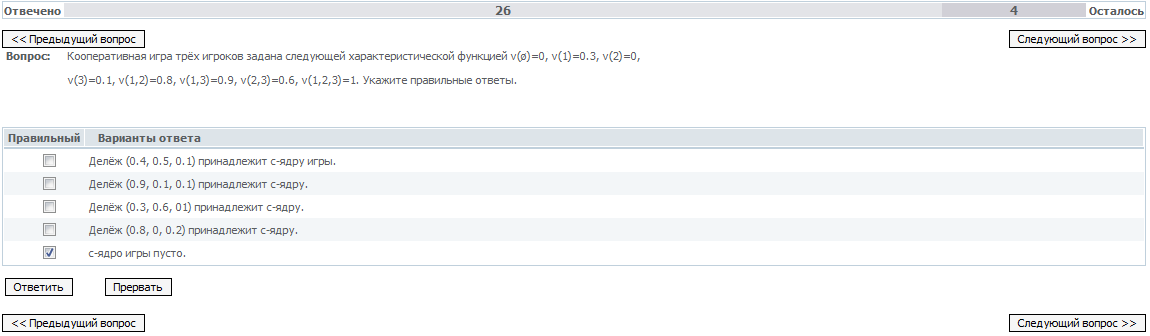 Отвечено 26 4 Осталось
<< Предыдущий вопрос Следующий вопрос >>
Вопрос: Кооперативная игра трёх игроков задана следующей характеристической функцией v(ø)=0, v(1)=0.3, v(2)=0,
v(3)=0.1, v(1,2)=0.8, v(1,3)=0.9, v(2,3)=0.6, v(1,2,3)=1. Укажите правильные ответы.
Правильный Варианты ответа
Делёж (0.4, 0.5, 0.1) принадлежит с-ядру игры.
Делёж (0.9, 0.1, 0.1) принадлежит с-ядру.
Делёж (0.3, 0.6, 01) принадлежит с-ядру.
Делёж (0.8, 0, 0.2) принадлежит с-ядру.
с-ядро игры пусто.
Ответить Прервать
<< Предыдущий вопрос Следующий вопрос >>